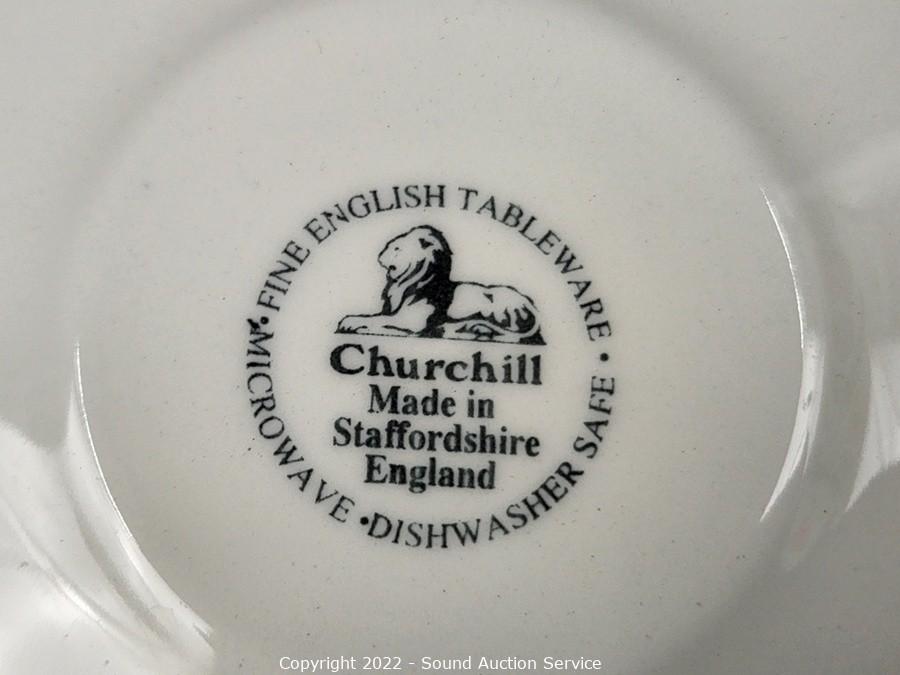 • FINE ENGLISH TABLEWARE •
Churchill
Made in
Staffordshire
England
MICROWAVE • DISHWASHER SAFE
Copyright 2022 - Sound Auction Service